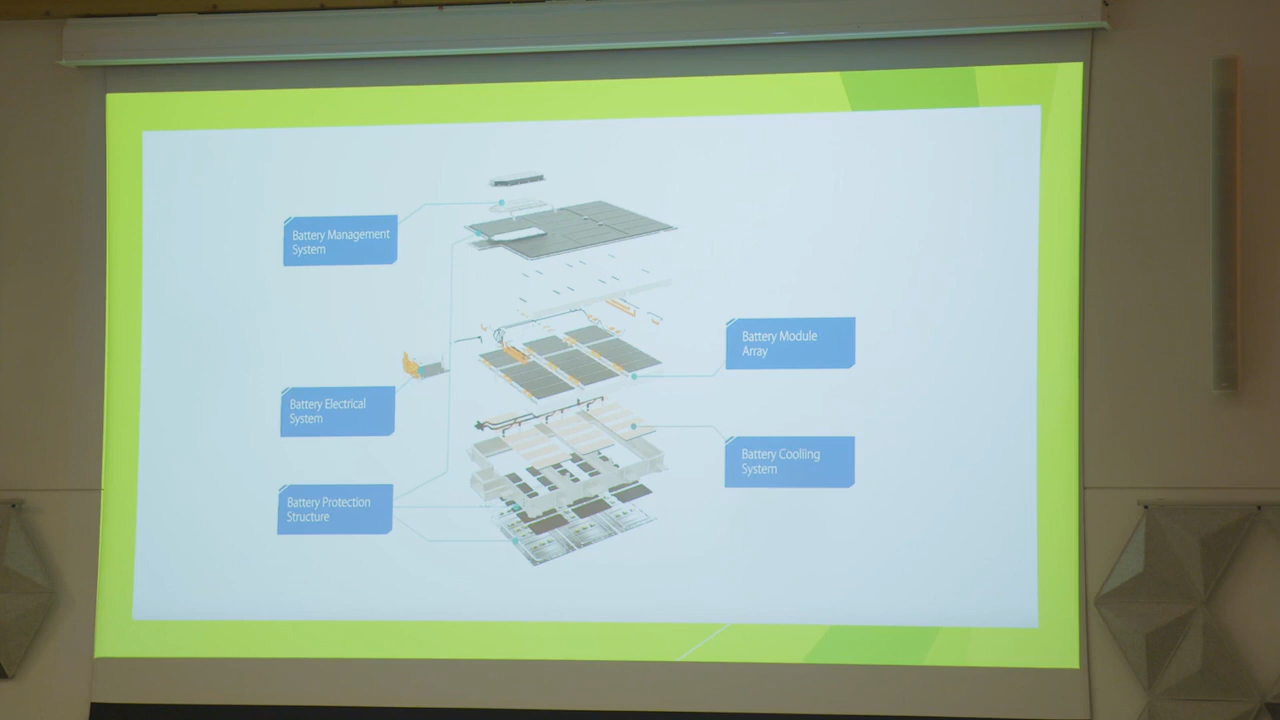 Battery Management
System
Battery Module
Array
Battery Electrical
System
Battery Coolling
System
Battery Protection
Structure